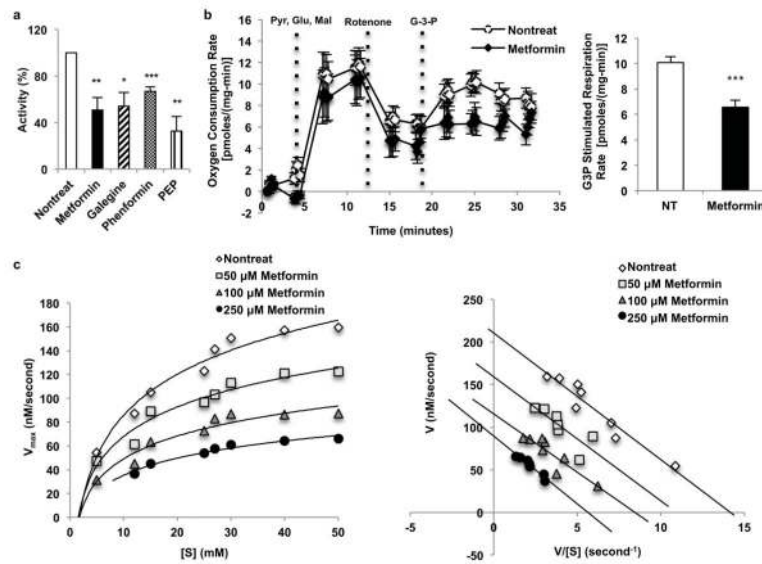 a
Activity (%)
120
80
40
0
**
*
***
**
Nontreat
Metformin
Galegine
Phenformin
PEP
b
Oxygen Consumption Rate
[pmoles/(mg-min)]
16
14
12
10
8
6
4
2
0
-2
Pyr, Glu, Mal
Rotenone
G-3-P
Nontreat
Metformin
0 5 10 15 20 25 30 35
Time (minutes)
G3P Stimulated Respiration
Rate [pmoles/(mg-min)]
12
10
8
6
4
2
0
***
NT
Metformin
c
Nontreat
50 µM Metformin
100 µM Metformin
250 µM Metformin
Vmax (nM/second)
180
160
140
120
100
80
60
40
20
0
0 10 20 30 40 50
[S] (mM)
Nontreat
50 µM Metformin
100 µM Metformin
250 µM Metformin
V (nM/second)
250
200
150
100
50
0
-5 0 5 10 15
V/[S] (second⁻¹)